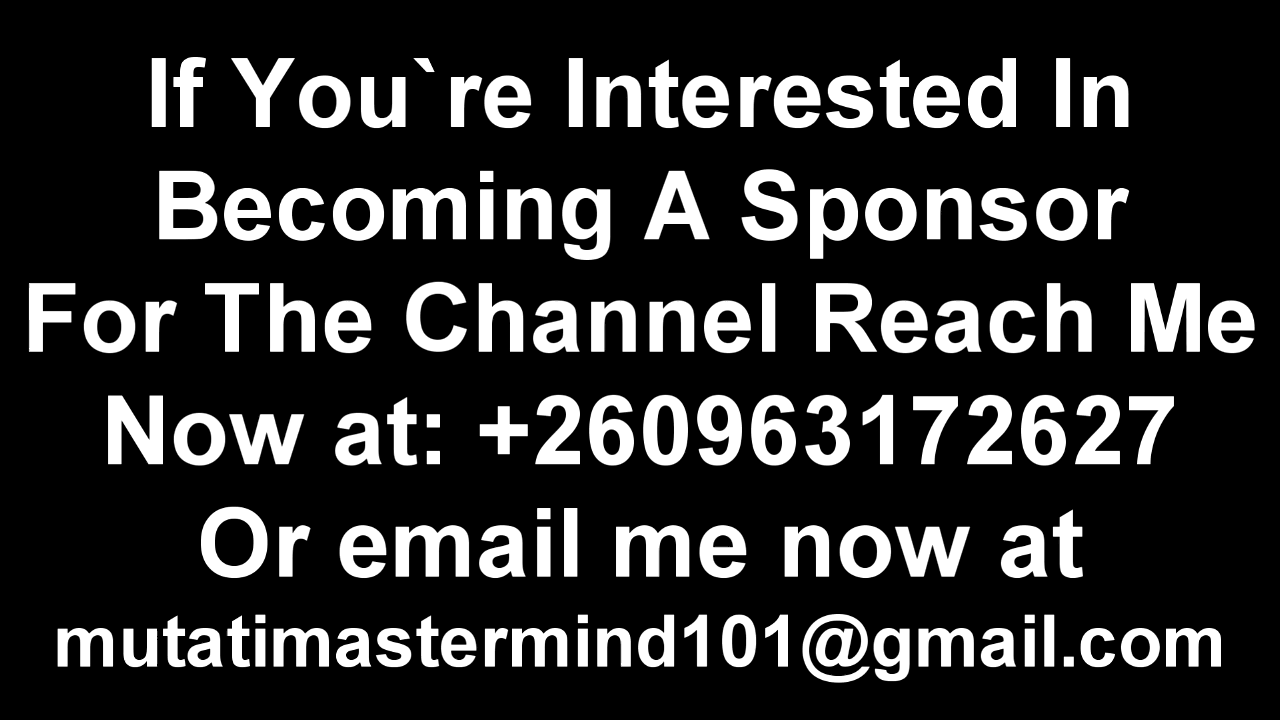 If You`re Interested In
Becoming A Sponsor
For The Channel Reach Me
Now at: +260963172627
Or email me now at
mutatimastermind101@gmail.com